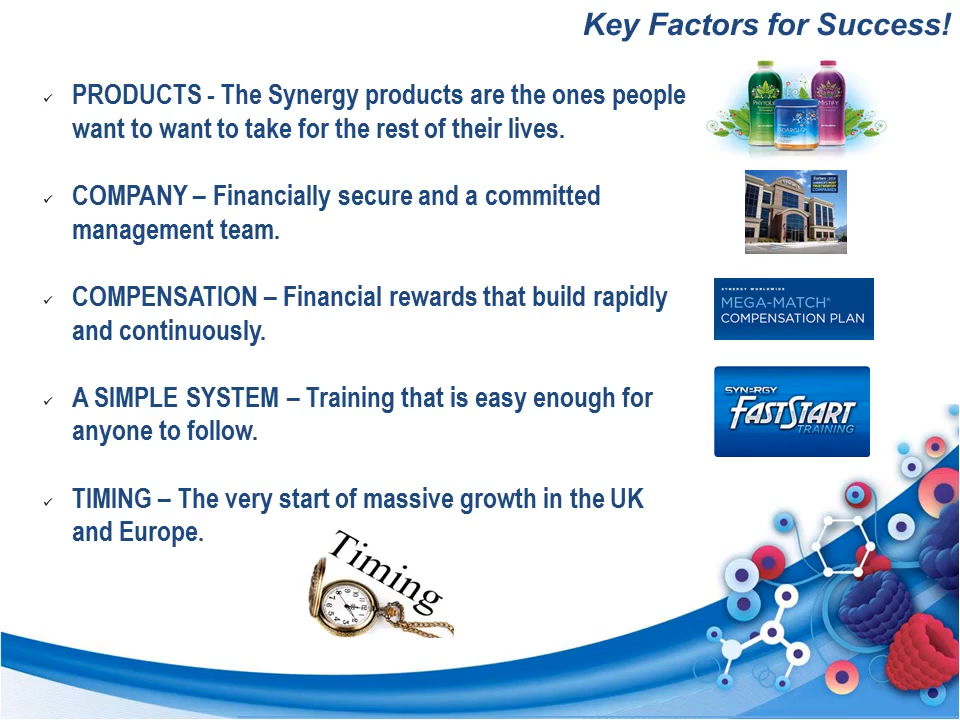 Key Factors for Success!
✓ PRODUCTS - The Synergy products are the ones people
want to want to take for the rest of their lives.
MISTIFY
✓ COMPANY – Financially secure and a committed
management team.
✓ COMPENSATION – Financial rewards that build rapidly
and continuously.
SYNERGY WORLDWIDE
MEGA-MATCH®
COMPENSATION PLAN
✓ A SIMPLE SYSTEM – Training that is easy enough for
anyone to follow.
SYNERGY
FASTSTART
TRAINING
✓ TIMING – The very start of massive growth in the UK
and Europe.
Timing